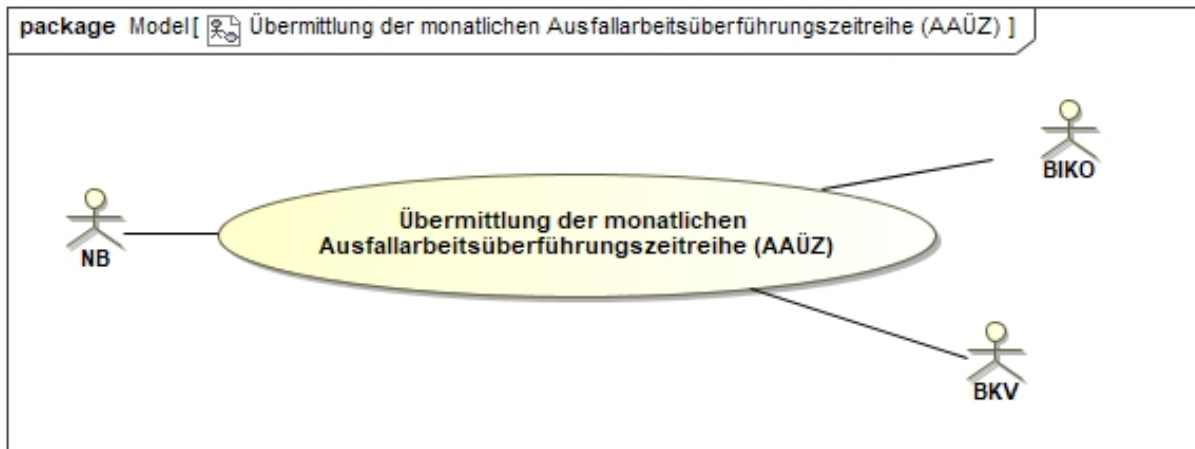 package Model[ Übermittlung der monatlichen Ausfallarbeitsüberführungszeitreihe (AAÜZ) ]
BIKO
Übermittlung der monatlichen
Ausfallarbeitsüberführungszeitreihe (AAÜZ)
NB
BKV